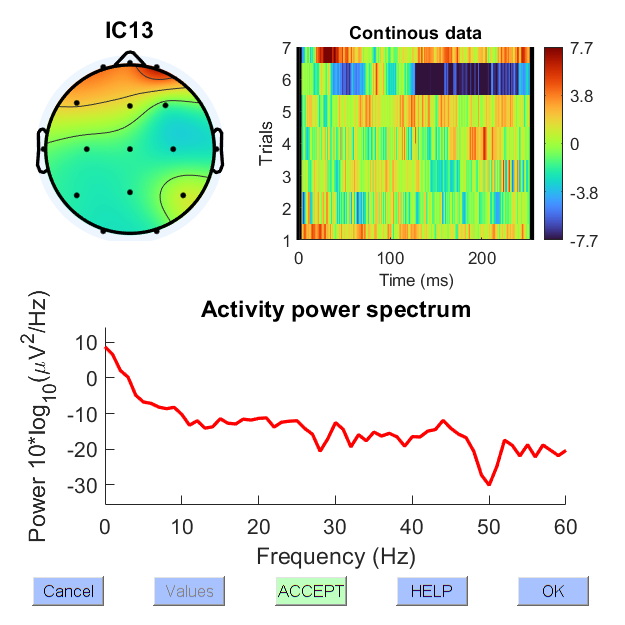 IC13
Continous data
7
6
5
4
3
2
1
Trials
0
100
200
Time (ms)
7.7
3.8
0
-3.8
-7.7
Activity power spectrum
10
0
-10
-20
-30
Power 10*log10(μV2/Hz)
0
10
20
30
40
50
60
Frequency (Hz)
Cancel
Values
ACCEPT
HELP
OK